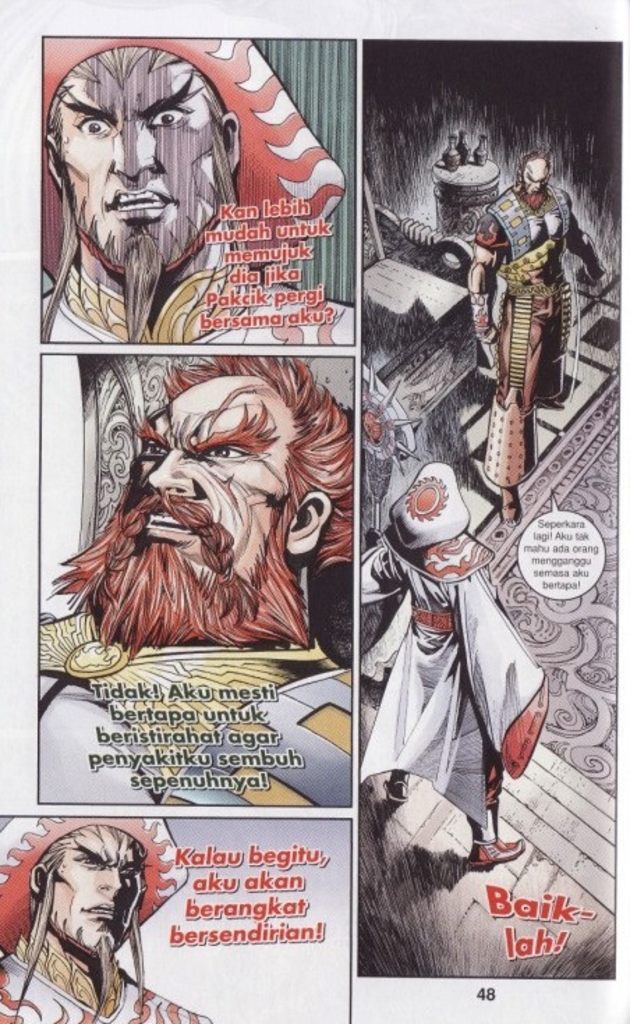 Kan lebih
mudah untuk
memujuk
dia jika
Pakcik pergi
bersama aku?
Tidak! Aku mesti
bertapa untuk
beristirahat agar
penyakitku sembuh
sepenuhnya!
Kalau begitu,
aku akan
berangkat
bersendirian!
Seperkara
lagi! Aku tak
mahu ada orang
mengganggu
semasa aku
bertapa!
Baik-
lah!
48